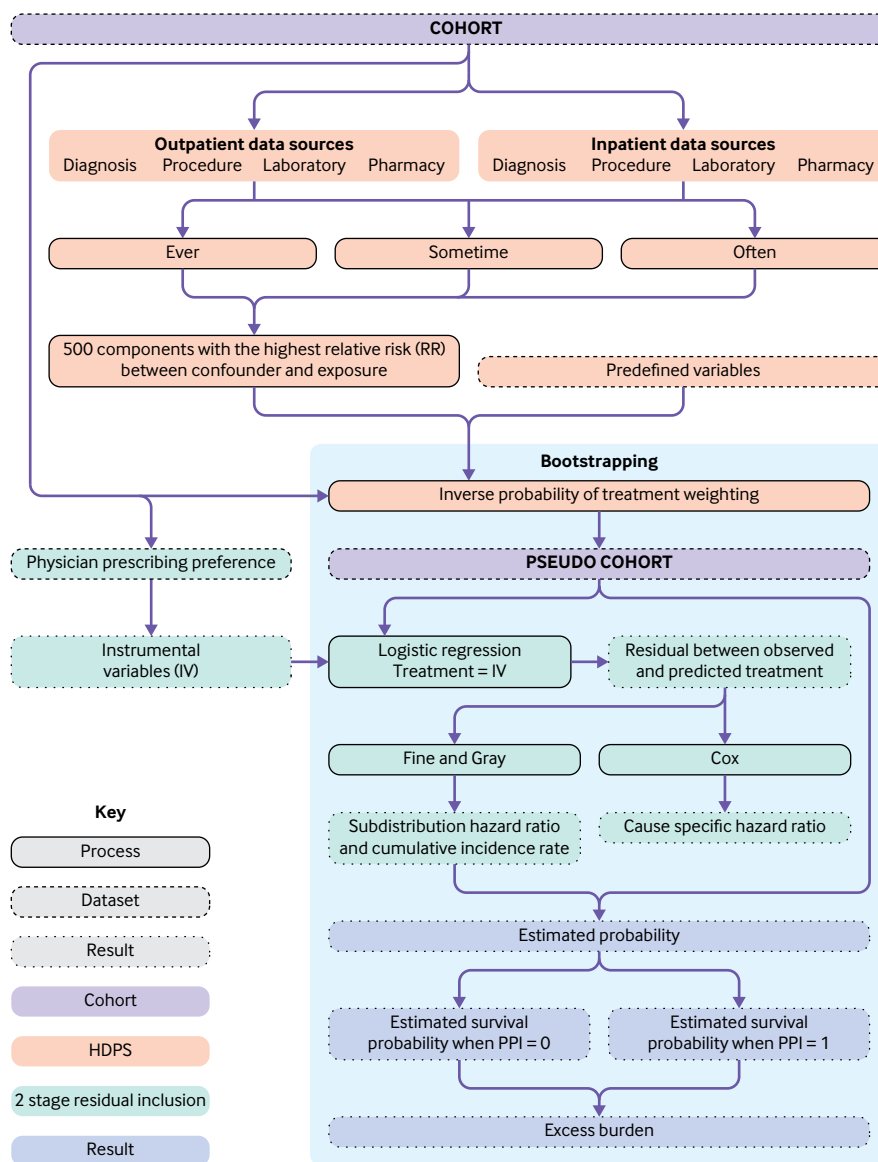 COHORT
Outpatient data sources
Diagnosis Procedure Laboratory Pharmacy
Inpatient data sources
Diagnosis Procedure Laboratory Pharmacy
Ever
Sometime
Often
500 components with the highest relative risk (RR)
between confounder and exposure
Predefined variables
Bootstrapping
Inverse probability of treatment weighting
Physician prescribing preference
PSEUDO COHORT
Instrumental
variables (IV)
Logistic regression
Treatment = IV
Residual between observed
and predicted treatment
Fine and Gray
Cox
Subdistribution hazard ratio
and cumulative incidence rate
Cause specific hazard ratio
Estimated probability
Estimated survival
probability when PPI = 0
Estimated survival
probability when PPI = 1
Excess burden
Key
Process
Dataset
Result
Cohort
HDPS
2 stage residual inclusion
Result